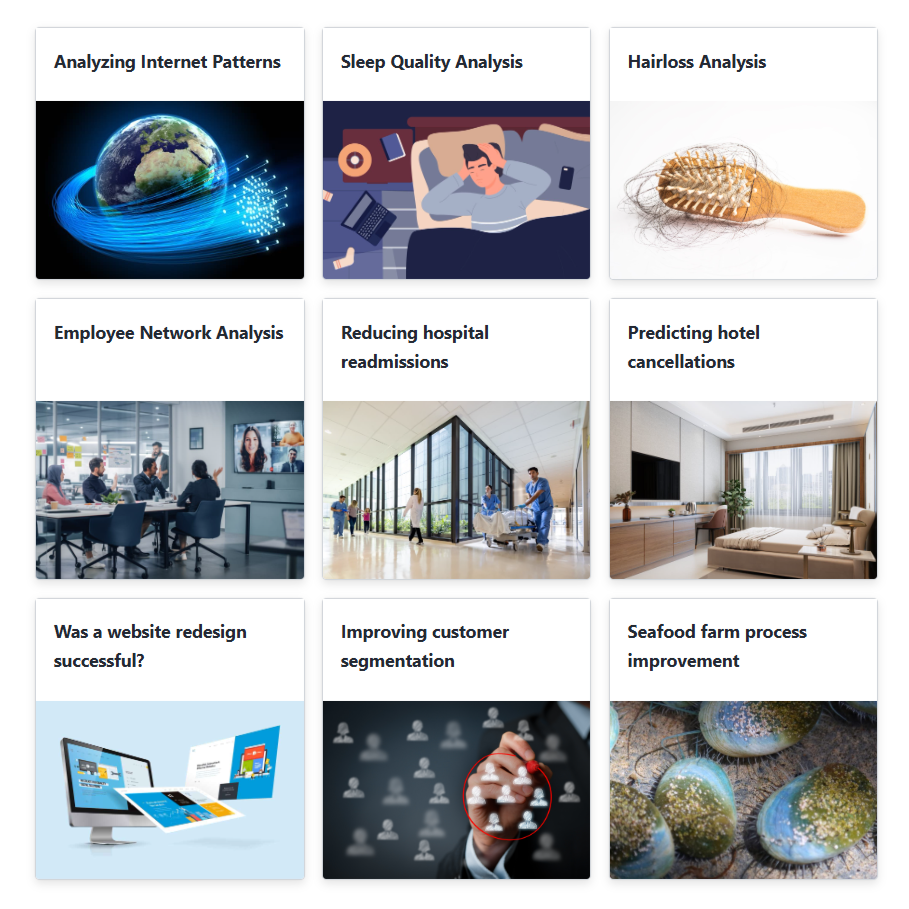 Analyzing Internet Patterns
Sleep Quality Analysis
Hairloss Analysis
Employee Network Analysis
Reducing hospital
readmissions
Predicting hotel
cancellations
Was a website redesign
successful?
Improving customer
segmentation
Seafood farm process
improvement